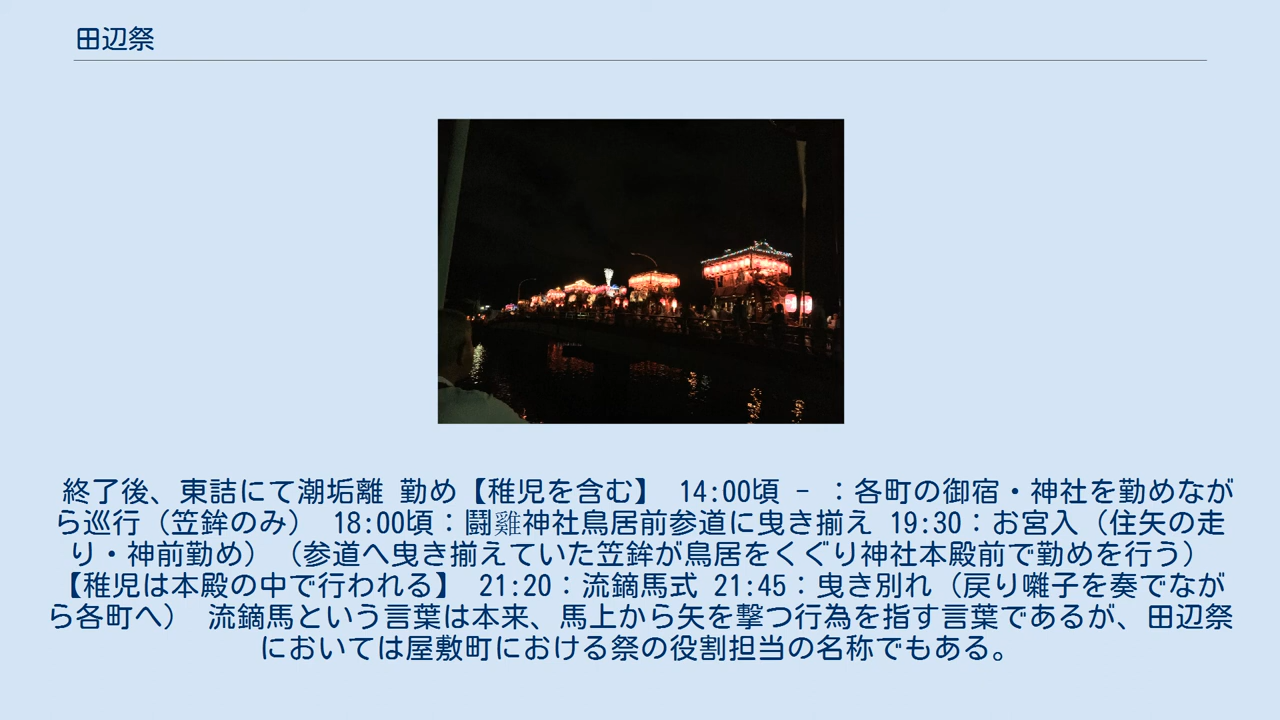 田辺祭
終了後、東詰にて潮垢離 勤め【稚児を含む】 14:00頃 - ：各町の御宿・神社を勤めなが
ら巡行（笠鉾のみ） 18:00頃：鬪雞神社鳥居前参道に曳き揃え 19:30：お宮入（住矢の走
り・神前勤め）（参道へ曳き揃えていた笠鉾が鳥居をくぐり神社本殿前で勤めを行う）
【稚児は本殿の中で行われる】 21:20：流鏑馬式 21:45：曳き別れ（戻り囃子を奏でなが
ら各町へ） 流鏑馬という言葉は本来、馬上から矢を撃つ行為を指す言葉であるが、田辺祭
においては屋敷町における祭の役割担当の名称でもある。